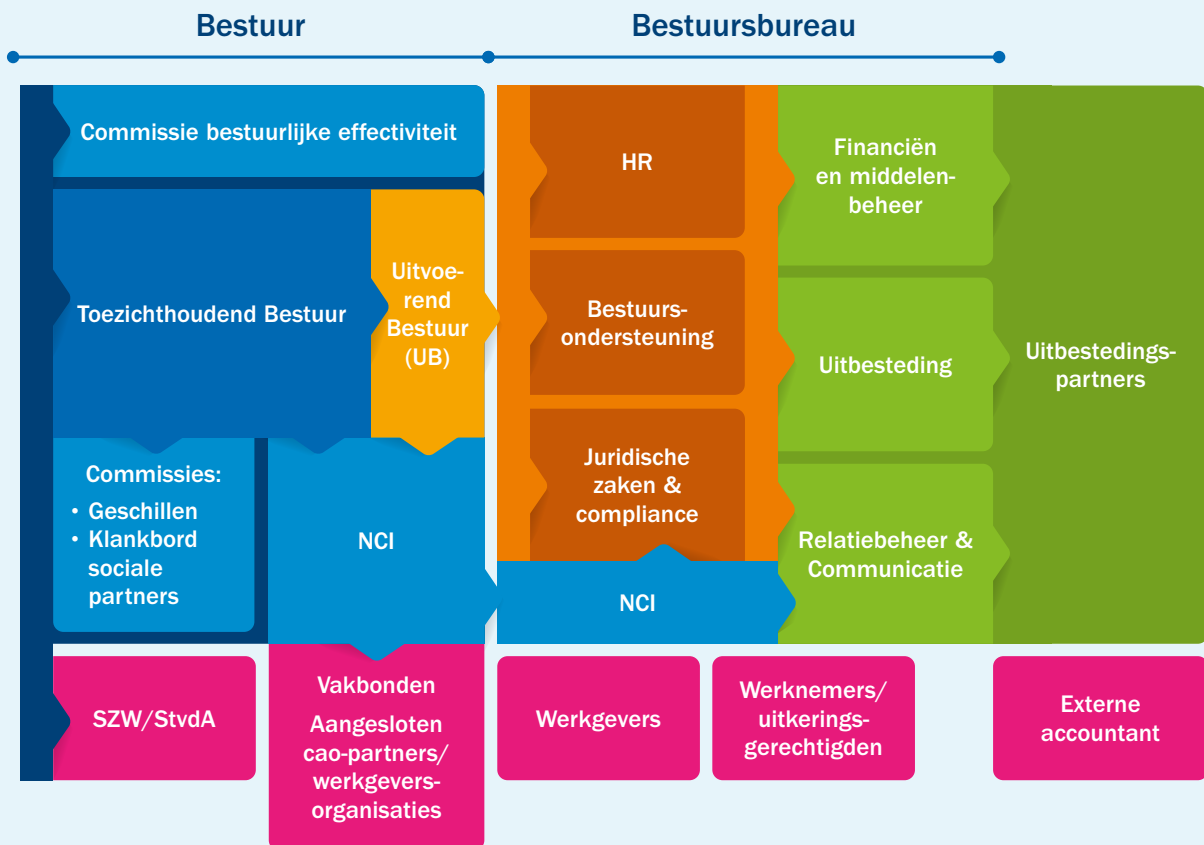 Bestuur
Bestuursbureau
Commissie bestuurlijke effectiviteit
Toezichthoudend Bestuur
Uitvoe-
rend
Bestuur
(UB)
Commissies:
• Geschillen
• Klankbord
sociale
partners
NCI
HR
Bestuurs-
ondersteuning
Juridische
zaken &
compliance
NCI
Financiën
en middelen-
beheer
Uitbesteding
Relatiebeheer &
Communicatie
Uitbestedings-
partners
SZW/StvdA
Vakbonden
Aangesloten
cao-partners/
werkgevers-
organisaties
Werkgevers
Werknemers/
uitkerings-
gerechtigden
Externe
accountant